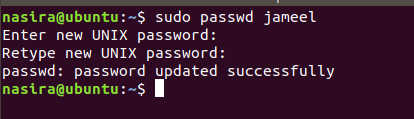 nasira@ubuntu:~$ sudo passwd jameel
Enter new UNIX password:
Retype new UNIX password:
passwd: password updated successfully
nasira@ubuntu:~$